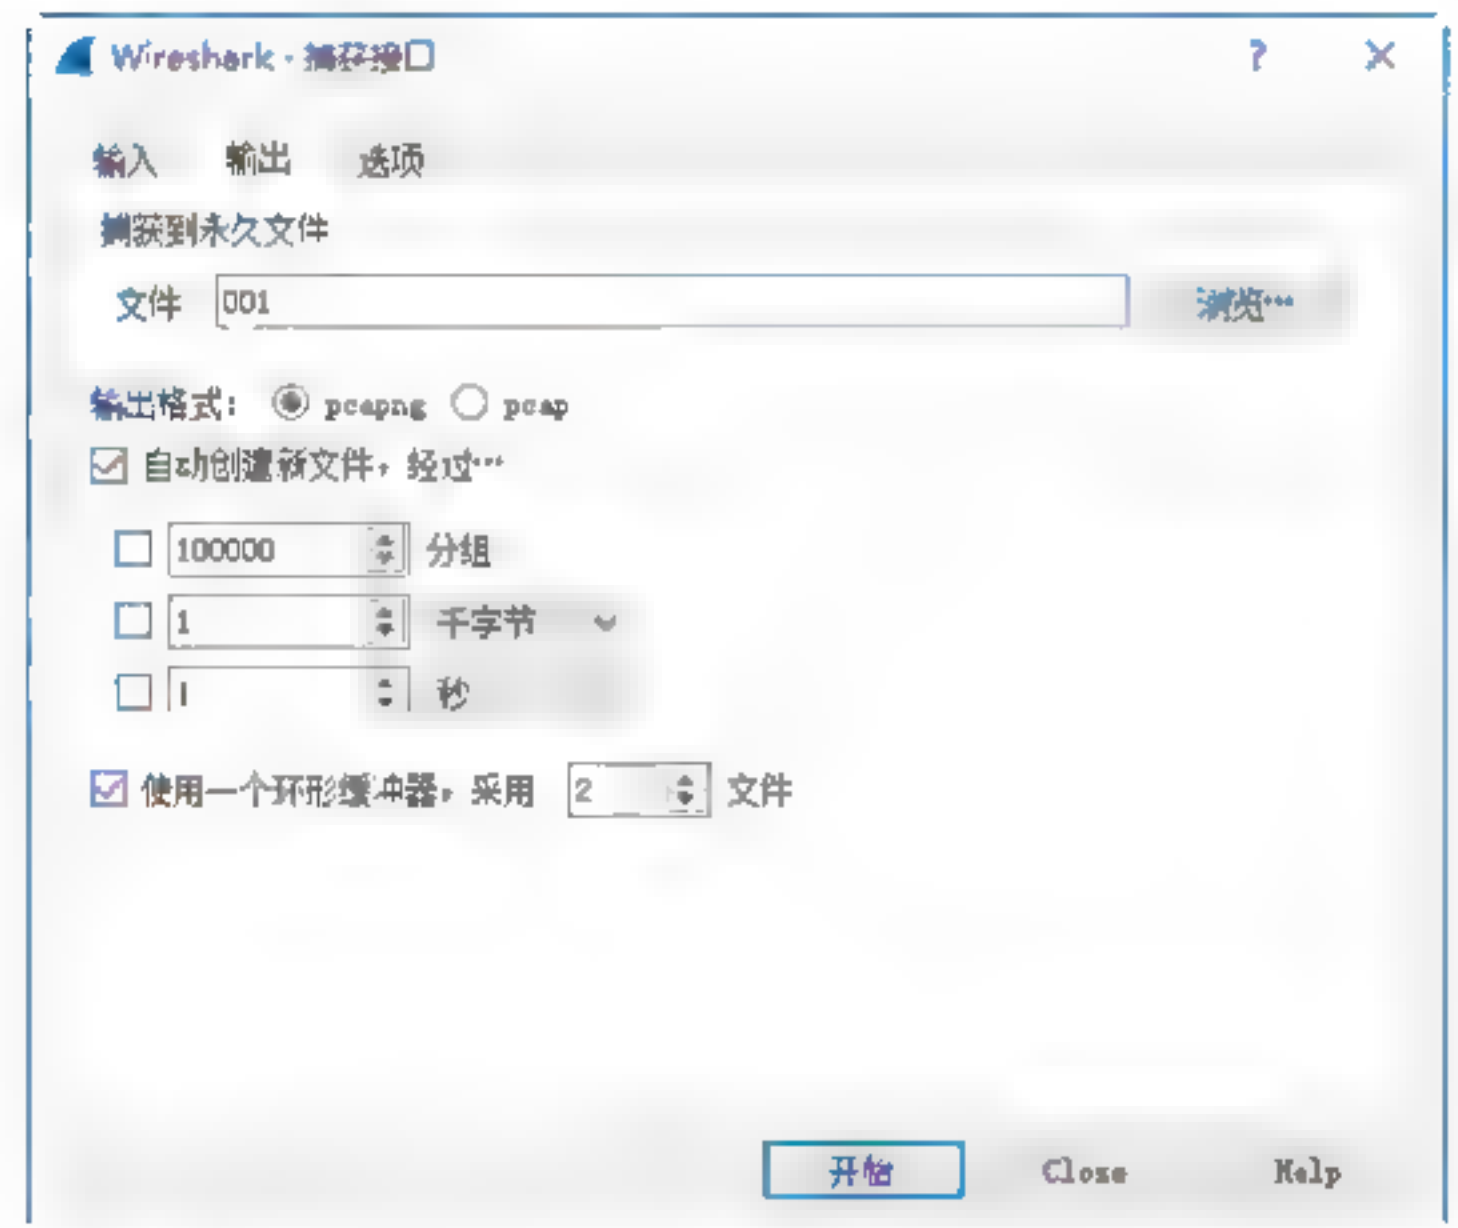 Wireshark · 捕获接口
?
输入 输出 选项
捕获到永久文件
文件 001 浏览…
输出格式: pcapng pcap
自动创建新文件，经过…
100000 分组
1 千字节
1 秒
使用一个环形缓冲器，采用 2 文件
开始 Close Help